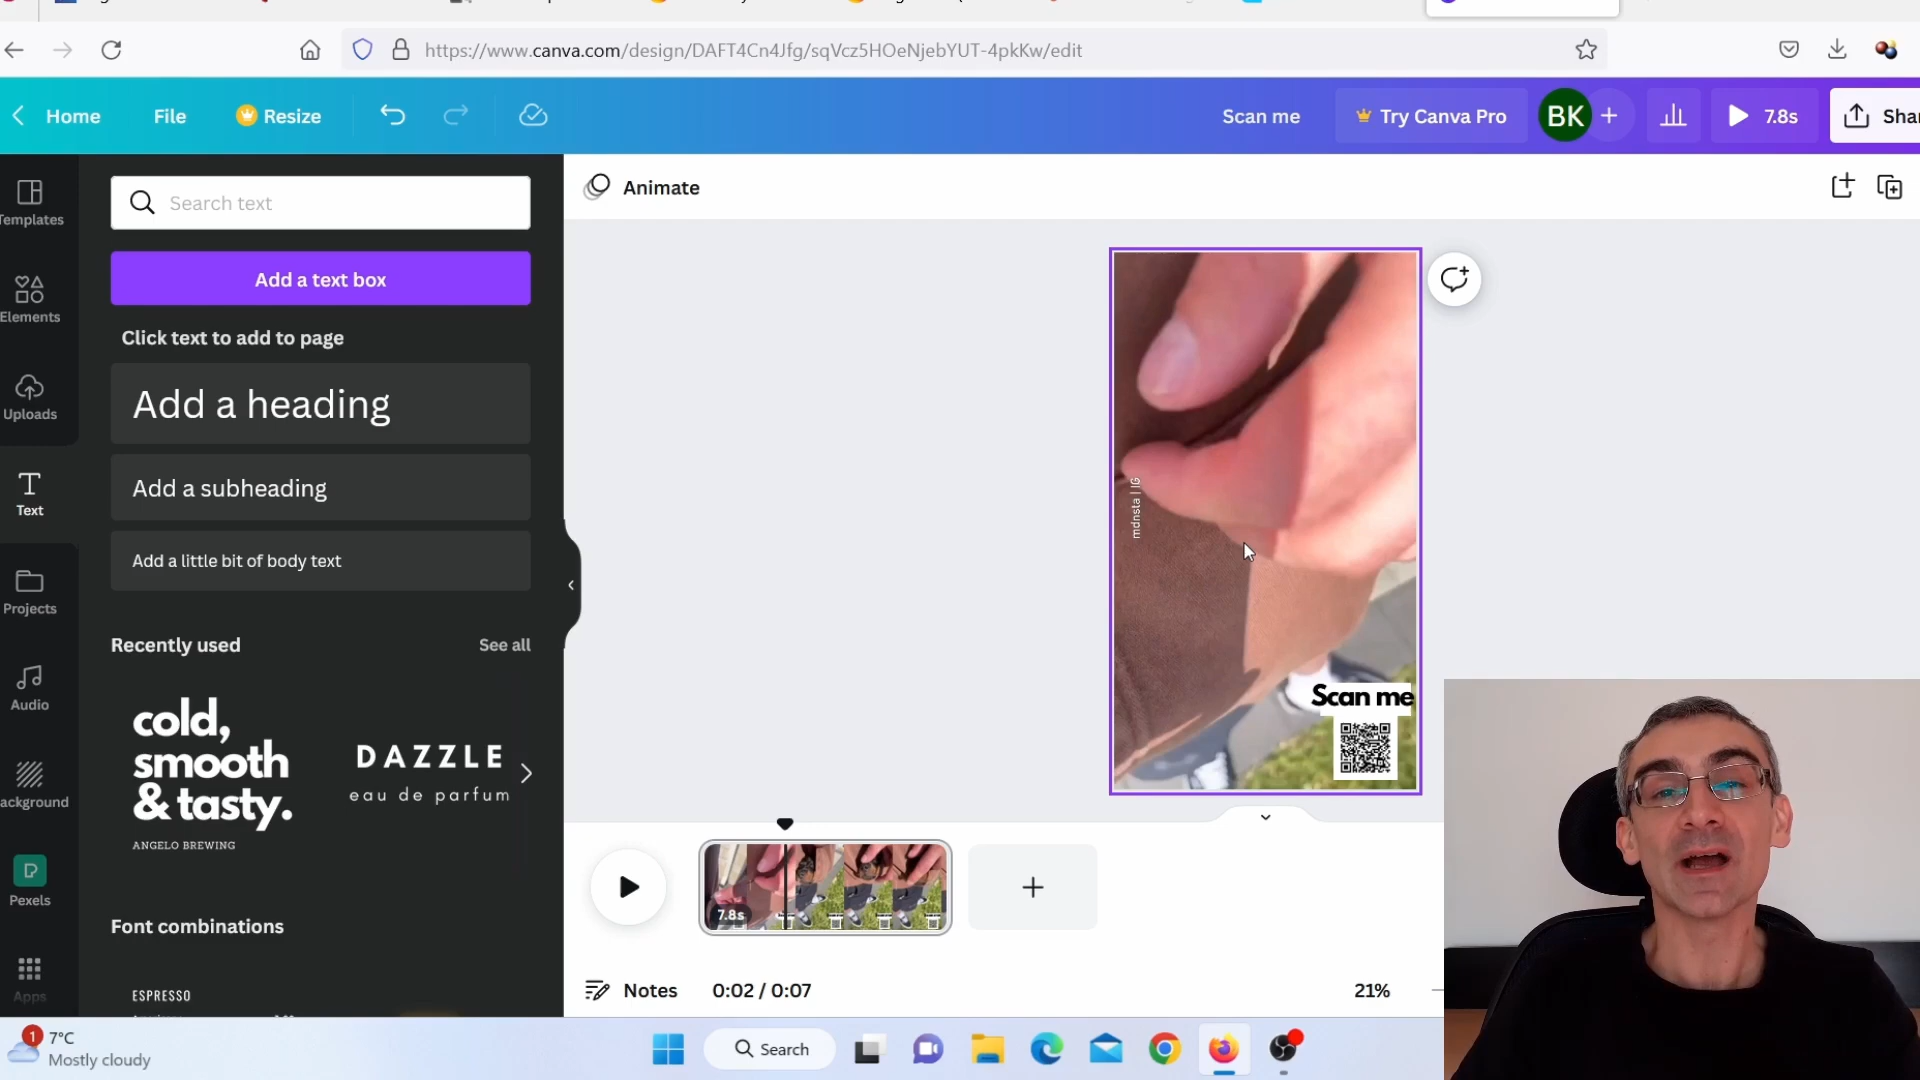 https://www.canva.com/design/DAFT4Cn4Jfg/sqVcz5HOeNjebYUT-4pkKw/edit
Home
File
Resize
Scan me
Try Canva Pro
BK
7.8s
Search text
Animate
Templates
Add a text box
Elements
Click text to add to page
Add a heading
Uploads
Add a subheading
Text
mdnsta | IG
Add a little bit of body text
Projects
Recently used
See all
Audio
cold,
smooth
& tasty.
ANGELO BREWING
DAZZLE
eau de parfum
Scan me
ackground
Pexels
7.8s
Font combinations
ESPRESSO
Apps
Notes
0:02 / 0:07
21%
1
7°C
Mostly cloudy
Search